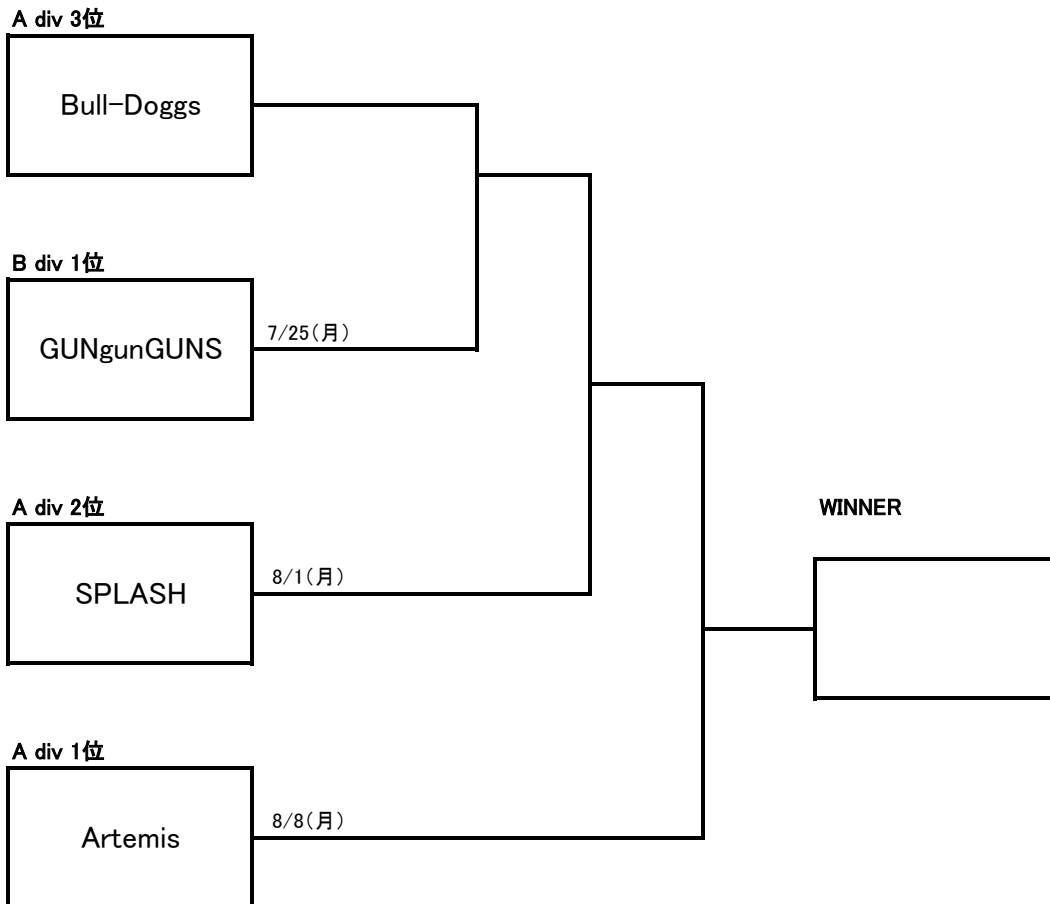 A div 3位
Bull-Doggs
B div 1位
GUNgunGUNS
7/25(月)
A div 2位
SPLASH
8/1(月)
WINNER
A div 1位
Artemis
8/8(月)